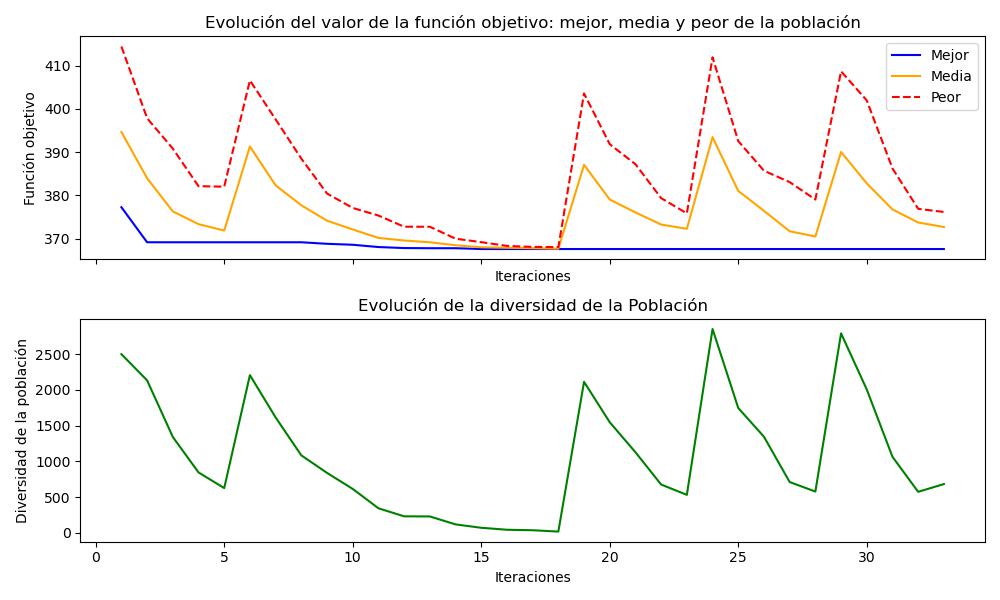 Evolución del valor de la función objetivo: mejor, media y peor de la población
Función objetivo
410
400
390
380
370
Mejor
Media
Peor
Iteraciones
Evolución de la diversidad de la Población
Diversidad de la población
2500
2000
1500
1000
500
0
0 5 10 15 20 25 30
Iteraciones